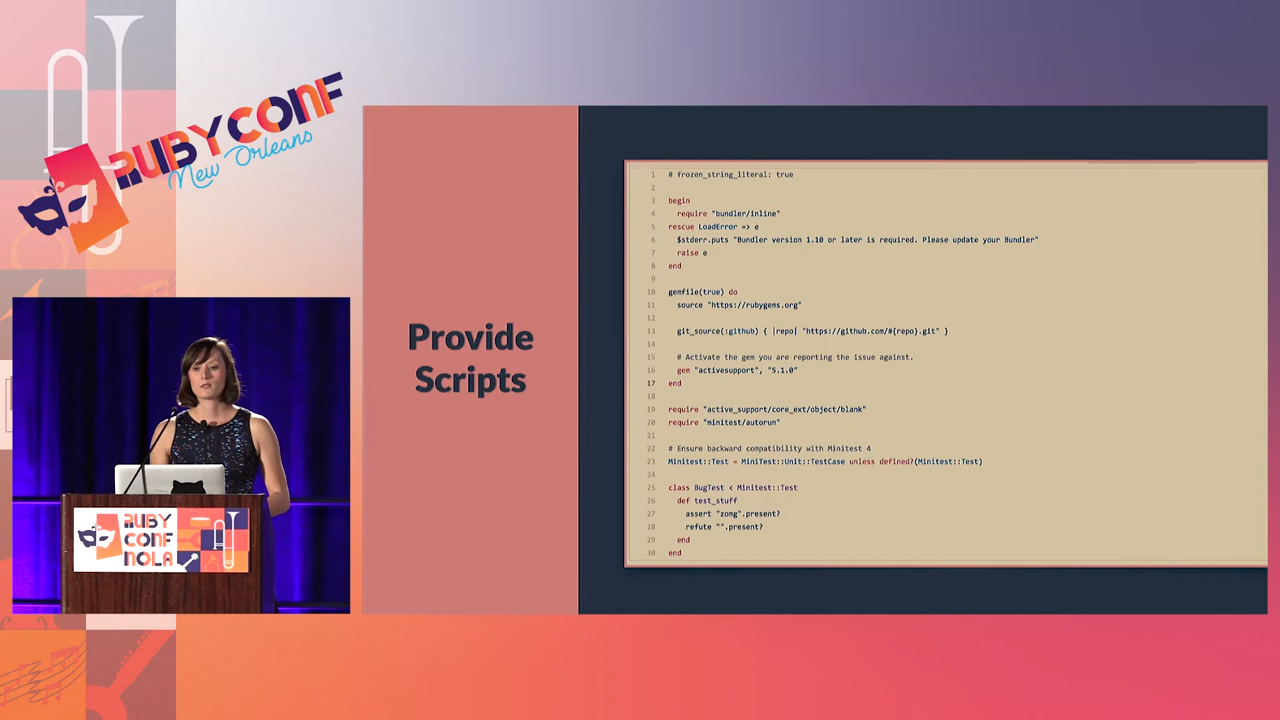 RUBYCONF
New Orleans
RUBY
CONF
NOLA
Provide
Scripts
1 # frozen_string_literal: true
2
3 begin
4 require "bundler/inline"
5 rescue LoadError => e
6 $stderr.puts "Bundler version 1.10 or later is required. Please update your Bundler"
7 raise e
8 end
9
10 gemfile(true) do
11 source "https://rubygems.org"
12
13 git_source(:github) { |repo| "https://github.com/#{repo}.git" }
14
15 # Activate the gem you are reporting the issue against.
16 gem "activesupport", "5.1.0"
17 end
18
19 require "active_support/core_ext/object/blank"
20 require "minitest/autorun"
21
22 # Ensure backward compatibility with Minitest 4
23 Minitest::Test = MiniTest::Unit::TestCase unless defined?(Minitest::Test)
24
25 class BugTest < Minitest::Test
26 def test_stuff
27 assert "zomg".present?
28 refute "".present?
29 end
30 end